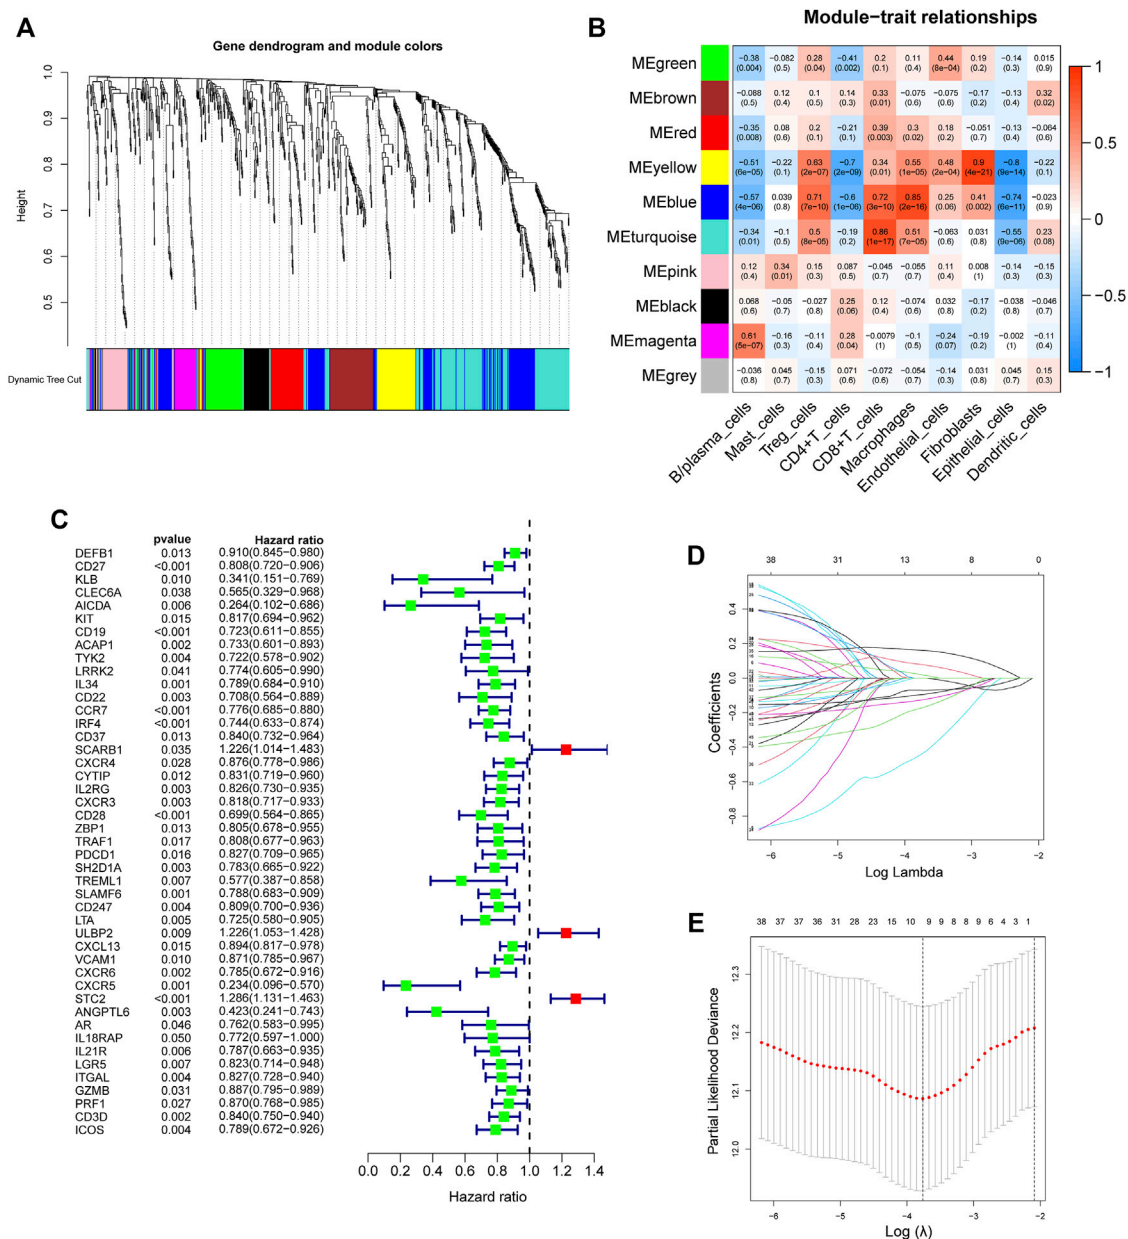 A
Gene dendrogram and module colors
Height
1.0
0.9
0.8
0.7
0.6
0.5
Dynamic Tree Cut
B
Module−trait relationships
MEgreen −0.38 (0.004) −0.082 (0.5) 0.28 (0.04) −0.41 (0.002) 0.2 (0.1) 0.11 (0.4) 0.44 (8e−04) 0.19 (0.2) −0.14 (0.3) 0.015 (0.9)
MEbrown −0.088 (0.5) 0.12 (0.4) 0.1 (0.5) 0.14 (0.3) 0.33 (0.01) −0.075 (0.6) −0.075 (0.6) −0.17 (0.2) −0.13 (0.4) 0.32 (0.02)
MEred −0.35 (0.008) 0.08 (0.6) 0.2 (0.1) −0.21 (0.1) 0.39 (0.003) 0.3 (0.02) 0.18 (0.2) −0.051 (0.7) −0.13 (0.4) −0.064 (0.6)
MEyellow −0.51 (6e−05) −0.22 (0.1) 0.63 (2e−07) −0.7 (2e−09) 0.34 (0.01) 0.55 (1e−05) 0.48 (2e−04) 0.9 (4e−21) −0.8 (9e−14) −0.22 (0.1)
MEblue −0.57 (4e−06) 0.039 (0.8) 0.71 (7e−10) −0.6 (1e−06) 0.72 (3e−10) 0.85 (2e−16) 0.25 (0.06) 0.41 (0.002) −0.74 (6e−11) 0.029 (0.8)
MEturquoise −0.34 (0.01) −0.1 (0.5) 0.5 (8e−05) −0.19 (0.2) 0.86 (1e−17) 0.51 (7e−05) −0.063 (0.6) 0.031 (0.8) −0.55 (9e−06) 0.23 (0.08)
MEpink 0.12 (0.4) 0.34 (0.01) 0.15 (0.3) 0.087 (0.5) −0.045 (0.7) −0.055 (0.7) 0.11 (0.4) 0.008 (1) −0.14 (0.3) −0.15 (0.3)
MEblack 0.068 (0.6) −0.05 (0.7) −0.027 (0.8) 0.25 (0.06) 0.12 (0.4) −0.074 (0.6) 0.032 (0.8) −0.17 (0.2) −0.038 (0.8) −0.046 (0.7)
MEmagenta 0.61 (5e−07) −0.16 (0.3) −0.11 (0.4) 0.28 (0.04) −0.0079 (1) −0.1 (0.5) −0.24 (0.07) −0.19 (0.2) −0.002 (1) −0.11 (0.4)
MEgrey −0.036 (0.8) 0.045 (0.7) −0.15 (0.3) 0.071 (0.6) −0.072 (0.6) −0.054 (0.7) −0.14 (0.3) 0.031 (0.8) 0.045 (0.7) 0.15 (0.3)
B/plasma_cells Mast_cells Treg_cells CD4+T_cells CD8+T_cells Macrophages Endothelial_cells Fibroblasts Epithelial_cells Dendritic_cells
1
0.5
0
−0.5
−1
C
pvalue Hazard ratio
DEFB1 0.013 0.910(0.845−0.980)
CD27 <0.001 0.808(0.720−0.906)
KLB 0.010 0.341(0.151−0.769)
CLEC6A 0.038 0.565(0.329−0.968)
AICDA 0.006 0.264(0.102−0.686)
KIT 0.015 0.817(0.694−0.962)
CD19 <0.001 0.723(0.611−0.855)
ACAP1 0.002 0.733(0.601−0.893)
TYK2 0.004 0.722(0.578−0.902)
LRRK2 0.041 0.774(0.605−0.990)
IL34 0.001 0.789(0.684−0.910)
CD22 0.003 0.708(0.564−0.889)
CCR7 <0.001 0.776(0.685−0.880)
IRF4 <0.001 0.744(0.633−0.874)
CD37 0.013 0.840(0.732−0.964)
SCARB1 0.035 1.226(1.014−1.483)
CXCR4 0.028 0.876(0.778−0.986)
CYTIP 0.012 0.831(0.719−0.960)
IL2RG 0.003 0.826(0.730−0.935)
CXCR3 0.003 0.818(0.717−0.933)
CD28 <0.001 0.699(0.564−0.865)
ZBP1 0.013 0.805(0.678−0.955)
TRAF1 0.017 0.808(0.677−0.963)
PDCD1 0.016 0.827(0.709−0.965)
SH2D1A 0.003 0.783(0.665−0.922)
TREML1 0.007 0.577(0.387−0.858)
SLAMF6 0.001 0.788(0.683−0.909)
CD247 0.004 0.809(0.700−0.936)
LTA 0.005 0.725(0.580−0.905)
ULBP2 0.009 1.226(1.053−1.428)
CXCL13 0.015 0.894(0.817−0.978)
VCAM1 0.010 0.871(0.785−0.967)
CXCR6 0.002 0.785(0.672−0.916)
CXCR5 0.001 0.234(0.096−0.570)
STC2 <0.001 1.286(1.131−1.463)
ANGPTL6 0.003 0.423(0.241−0.743)
AR 0.046 0.762(0.583−0.995)
IL18RAP 0.050 0.772(0.597−1.000)
IL21R 0.006 0.787(0.663−0.935)
LGR5 0.007 0.823(0.714−0.948)
ITGAL 0.004 0.827(0.728−0.940)
GZMB 0.031 0.887(0.795−0.989)
PRF1 0.027 0.870(0.768−0.985)
CD3D 0.002 0.840(0.750−0.940)
ICOS 0.004 0.789(0.672−0.926)
0.0 0.2 0.4 0.6 0.8 1.0 1.2 1.4
Hazard ratio
D
38 31 13 4 0
Coefficients
0.4
0.2
0.0
−0.2
−0.4
−0.6
−0.8
−6 −5 −4 −3 −2
Log Lambda
E
38 37 37 36 31 28 23 15 10 9 9 8 8 9 6 4 3 1
Partial Likelihood Deviance
12.3
12.2
12.1
12.0
−6 −5 −4 −3 −2
Log (λ)